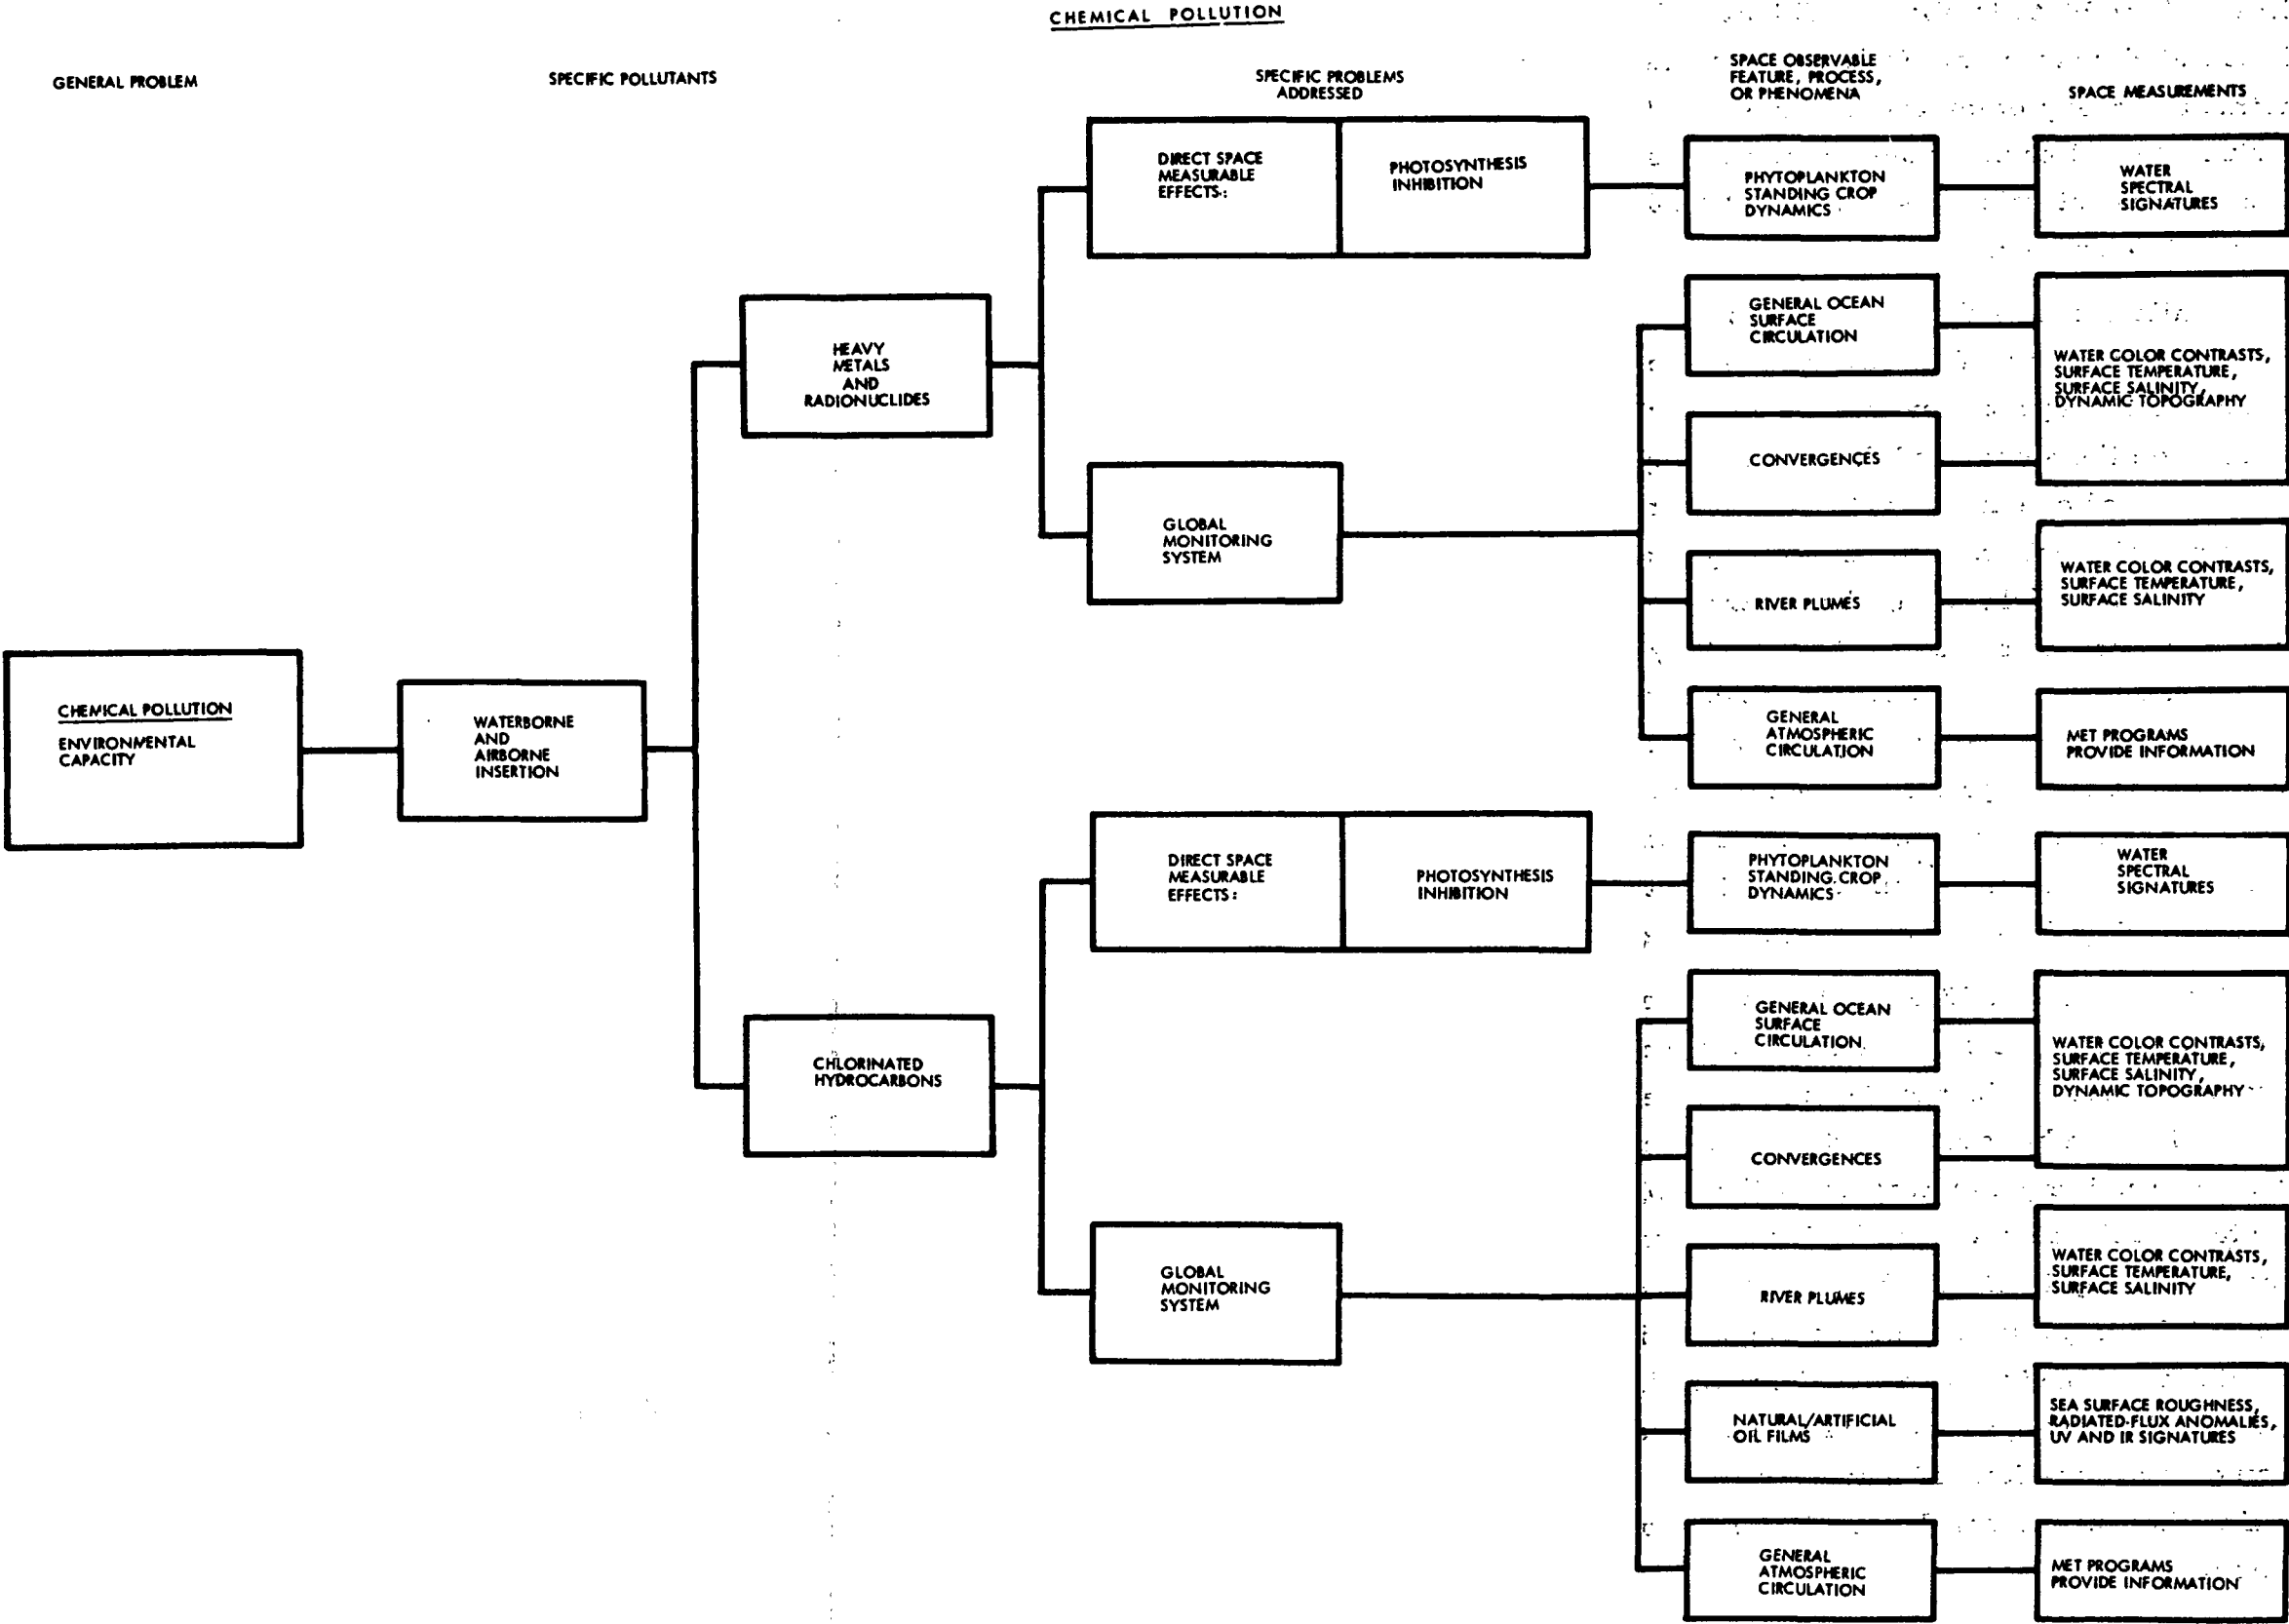 CHEMICAL POLLUTION
GENERAL PROBLEM
SPECIFIC POLLUTANTS
SPECIFIC PROBLEMS
ADDRESSED
SPACE OBSERVABLE
FEATURE, PROCESS,
OR PHENOMENA
SPACE MEASUREMENTS
CHEMICAL POLLUTION
ENVIRONMENTAL
CAPACITY
WATERBORNE
AND
AIRBORNE
INSERTION
HEAVY
METALS
AND
RADIONUCLIDES
DIRECT SPACE
MEASURABLE
EFFECTS:
PHOTOSYNTHESIS
INHIBITION
PHYTOPLANKTON
STANDING CROP
DYNAMICS
WATER
SPECTRAL
SIGNATURES
GLOBAL
MONITORING
SYSTEM
GENERAL OCEAN
SURFACE
CIRCULATION
CONVERGENCES
WATER COLOR CONTRASTS,
SURFACE TEMPERATURE,
SURFACE SALINITY,
DYNAMIC TOPOGRAPHY
RIVER PLUMES
WATER COLOR CONTRASTS,
SURFACE TEMPERATURE,
SURFACE SALINITY
GENERAL
ATMOSPHERIC
CIRCULATION
MET PROGRAMS
PROVIDE INFORMATION
CHLORINATED
HYDROCARBONS
DIRECT SPACE
MEASURABLE
EFFECTS:
PHOTOSYNTHESIS
INHIBITION
PHYTOPLANKTON
STANDING CROP
DYNAMICS
WATER
SPECTRAL
SIGNATURES
GLOBAL
MONITORING
SYSTEM
GENERAL OCEAN
SURFACE
CIRCULATION
CONVERGENCES
WATER COLOR CONTRASTS,
SURFACE TEMPERATURE,
SURFACE SALINITY,
DYNAMIC TOPOGRAPHY
RIVER PLUMES
WATER COLOR CONTRASTS,
SURFACE TEMPERATURE,
SURFACE SALINITY
NATURAL/ARTIFICIAL
OIL FILMS
SEA SURFACE ROUGHNESS,
RADIATED-FLUX ANOMALIES,
UV AND IR SIGNATURES
GENERAL
ATMOSPHERIC
CIRCULATION
MET PROGRAMS
PROVIDE INFORMATION